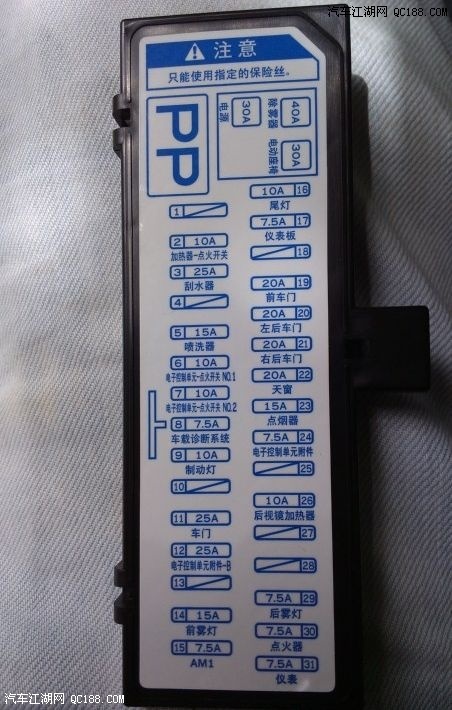 汽车江湖网 QC188.com
注意
只能使用指定的保险丝。
PP
30A
电源
40A
除雾器
30A
电动座椅
1
2 10A
加热器-点火开关
3 25A
刮水器
4
5 15A
喷洗器
6 10A
电子控制单元-点火开关 NO.1
7 10A
电子控制单元-点火开关 NO.2
8 7.5A
车载诊断系统
9 10A
制动灯
10
11 25A
车门
12 25A
电子控制单元附件-B
13
14 15A
前雾灯
15 7.5A
AM1
10A 16
尾灯
7.5A 17
仪表板
18
20A 19
前车门
20A 20
左后车门
20A 21
右后车门
20A 22
天窗
15A 23
点烟器
7.5A 24
电子控制单元附件
25
10A 26
后视镜加热器
27
28
7.5A 29
后雾灯
7.5A 30
点火器
7.5A 31
仪表
汽车江湖网 QC188.com
汽车江湖网 QC188.com